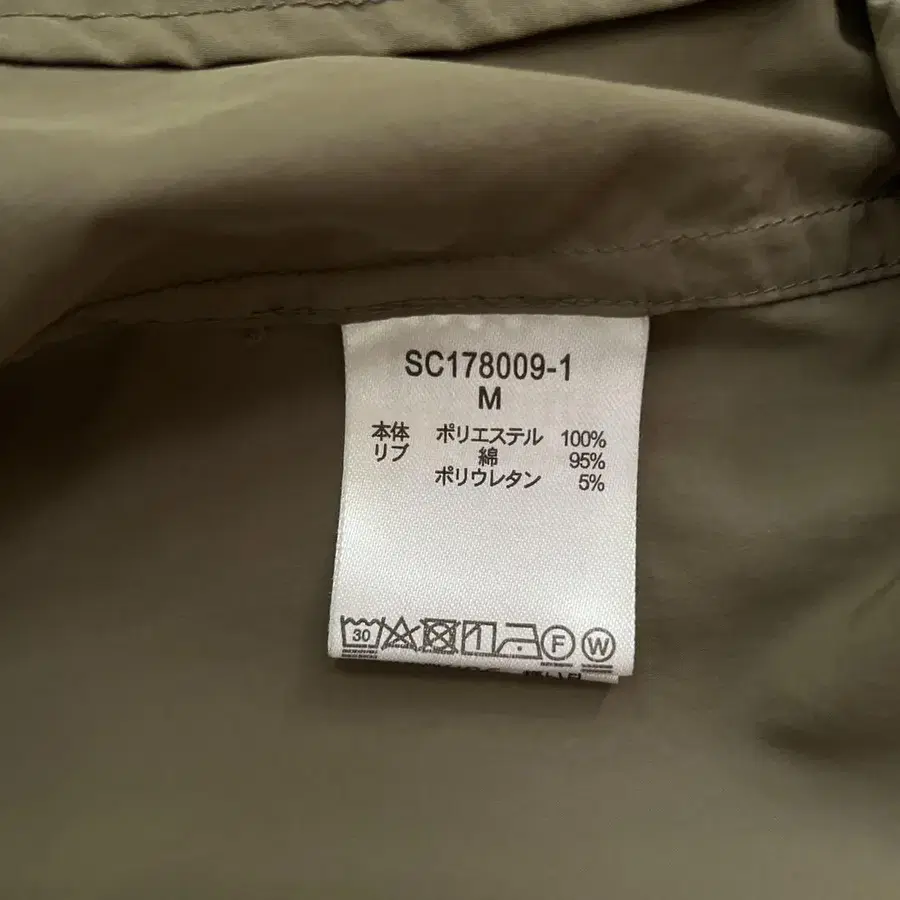 SC178009-1
M
本体 ポリエステル 100%
リブ 綿 95%
ポリウレタン 5%
30 F W